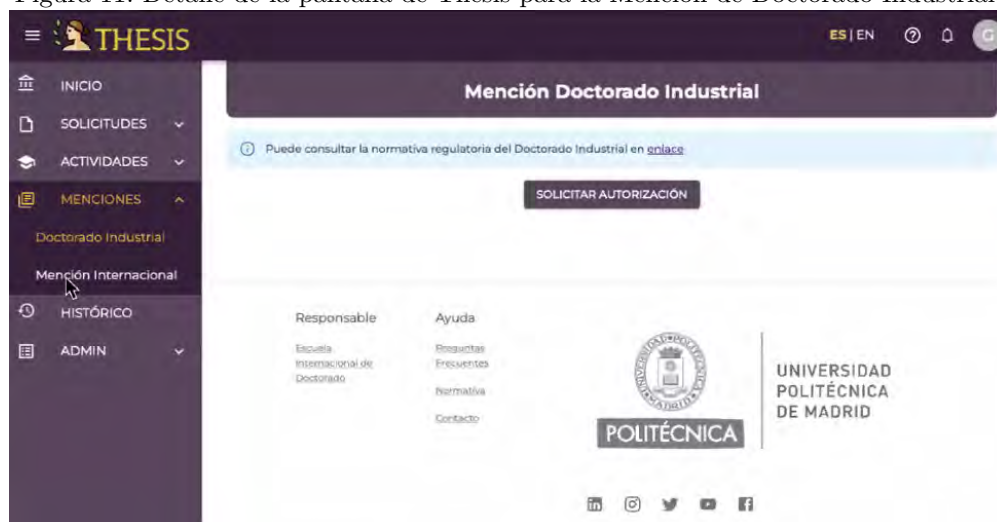 Figura 11: Detalle de la pantalla de Thesis para la Mención de Doctorado Industrial
THESIS
ES | EN
G
INICIO
SOLICITUDES
ACTIVIDADES
MENCIONES
Doctorado Industrial
Mención Internacional
HISTÓRICO
ADMIN
Mención Doctorado Industrial
Puede consultar la normativa regulatoria del Doctorado Industrial en enlace
SOLICITAR AUTORIZACIÓN
Responsable
Escuela
Internacional de
Doctorado
Ayuda
Preguntas
Frecuentes
Normativa
Contacto
POLITÉCNICA
UNIVERSIDAD
POLITÉCNICA
DE MADRID